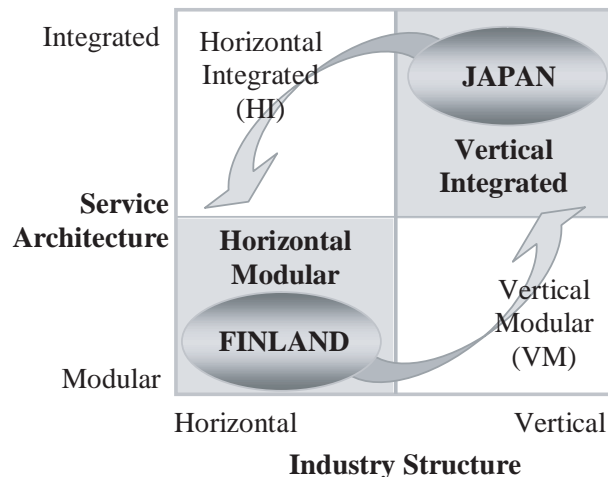 Integrated
Horizontal
Integrated
(HI)
JAPAN
Vertical
Integrated
Service
Architecture
Horizontal
Modular
FINLAND
Vertical
Modular
(VM)
Modular
Horizontal
Vertical
Industry Structure